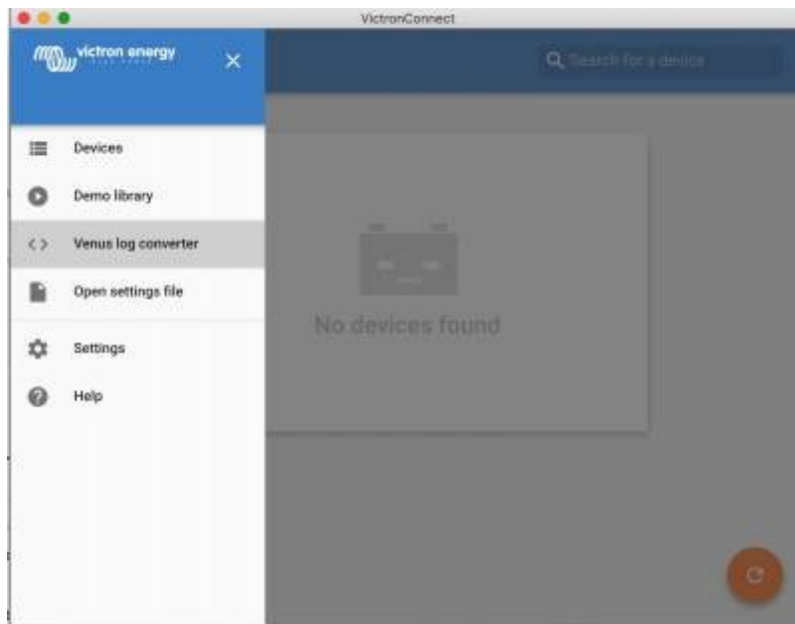 VictronConnect
victron energy
Search for a device
Devices
Demo library
Venus log converter
Open settings file
No devices found
Settings
Help